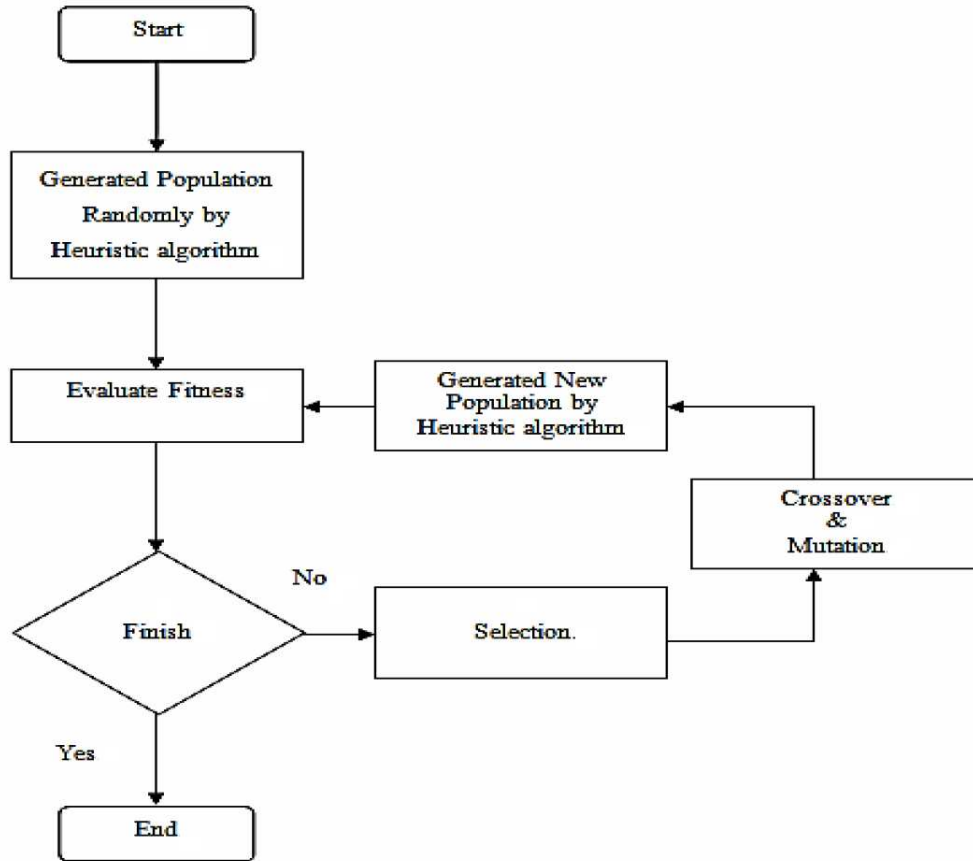 Start
Generated Population
Randomly by
Heuristic algorithm
Evaluate Fitness
Generated New
Population by
Heuristic algorithm
Crossover
&
Mutation
No
Finish
Selection.
Yes
End